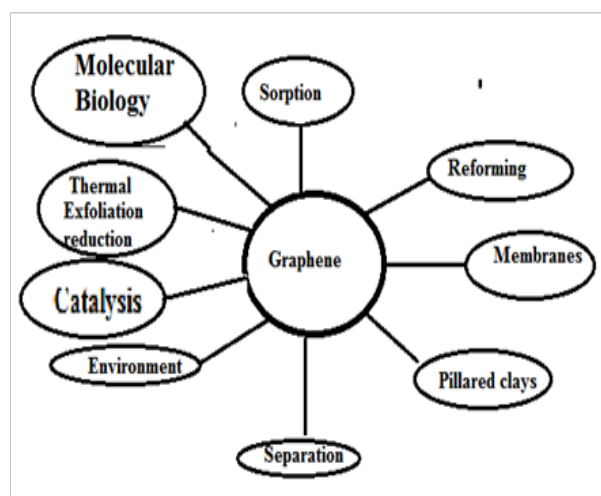 Molecular
Biology
Sorption
Reforming
Thermal
Exfoliation
reduction
Graphene
Membranes
Catalysis
Environment
Pillared clays
Separation